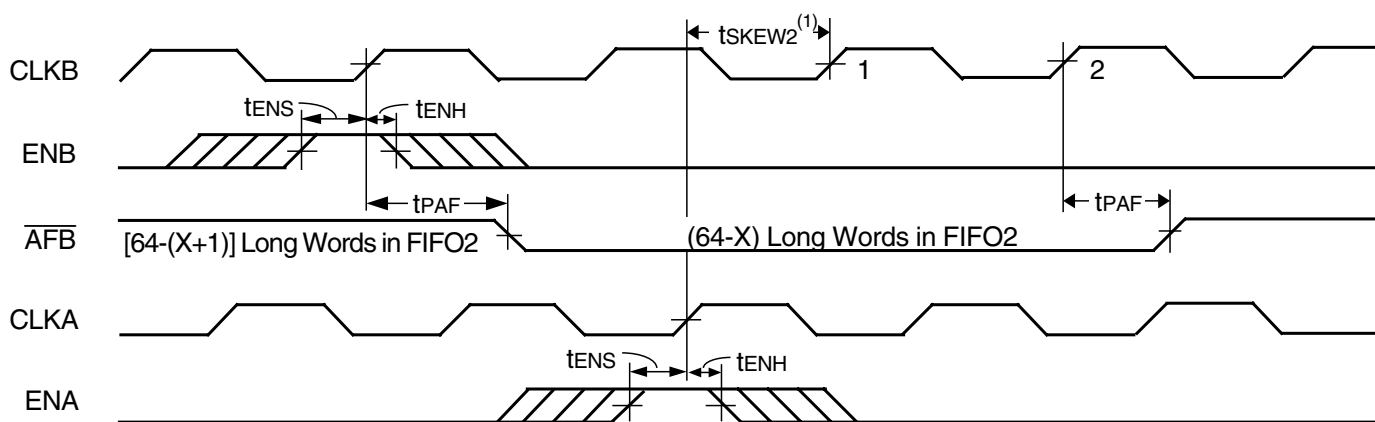 tSKEW2(1)
CLKB
1
2
tENS
tENH
ENB
tPAF
tPAF
AFB
[64-(X+1)] Long Words in FIFO2
(64-X) Long Words in FIFO2
CLKA
tENS
tENH
ENA